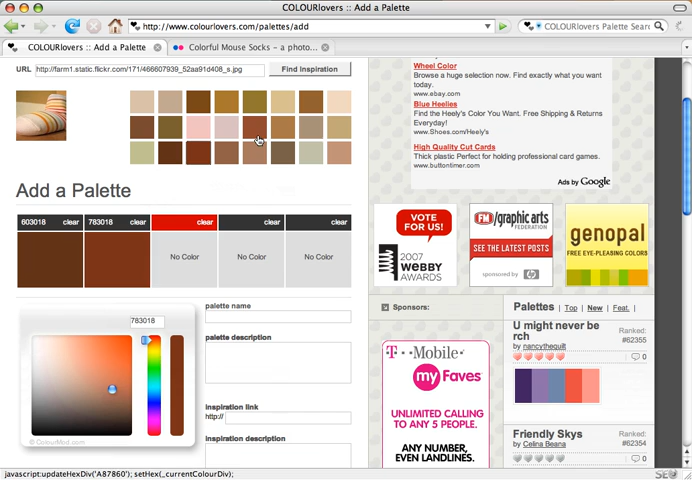 COLOURlovers :: Add a Palette
http://www.colourlovers.com/palettes/add
COLOURlovers Palette Sear
COLOURlovers :: Add a Palette
Colorful Mouse Socks – a photo...
URL http://farm1.static.flickr.com/171/466607939_52aa91d408_s.jpg Find Inspiration
Add a Palette
603018 clear 783018 clear clear clear clear
No Color No Color No Color
783018
© ColourMod.com
palette name
palette description
Inspiration link
http://
Inspiration description
Wheel Color
Browse a huge selection now. Find exactly what you want
today.
www.ebay.com
Blue Heelies
Find the Heely's Color You Want. Free Shipping & Returns
Everyday!
www.Shoes.com/Heely's
High Quality Cut Cards
Thick plastic Perfect for holding professional card games.
www.buttontimer.com
Ads by Google
VOTE
FOR US!
2007
WEBBY
AWARDS
FM graphic arts
FEDERATION
SEE THE LATEST POSTS
sponsored by hp
genopal
FREE EYE-PLEASING COLORS
Sponsors:
T··Mobile·
myFaves
UNLIMITED CALLING
TO ANY 5 PEOPLE.
ANY NUMBER,
EVEN LANDLINES.
Palettes | Top | New | Feat. |
U might never be
rch
by nancythequilt
Ranked:
#62355
0
Friendly Skys
by Celina Beana
Ranked:
#62354
0
javascript:updateHexDiv('A87860'); setHex(_currentColourDiv);